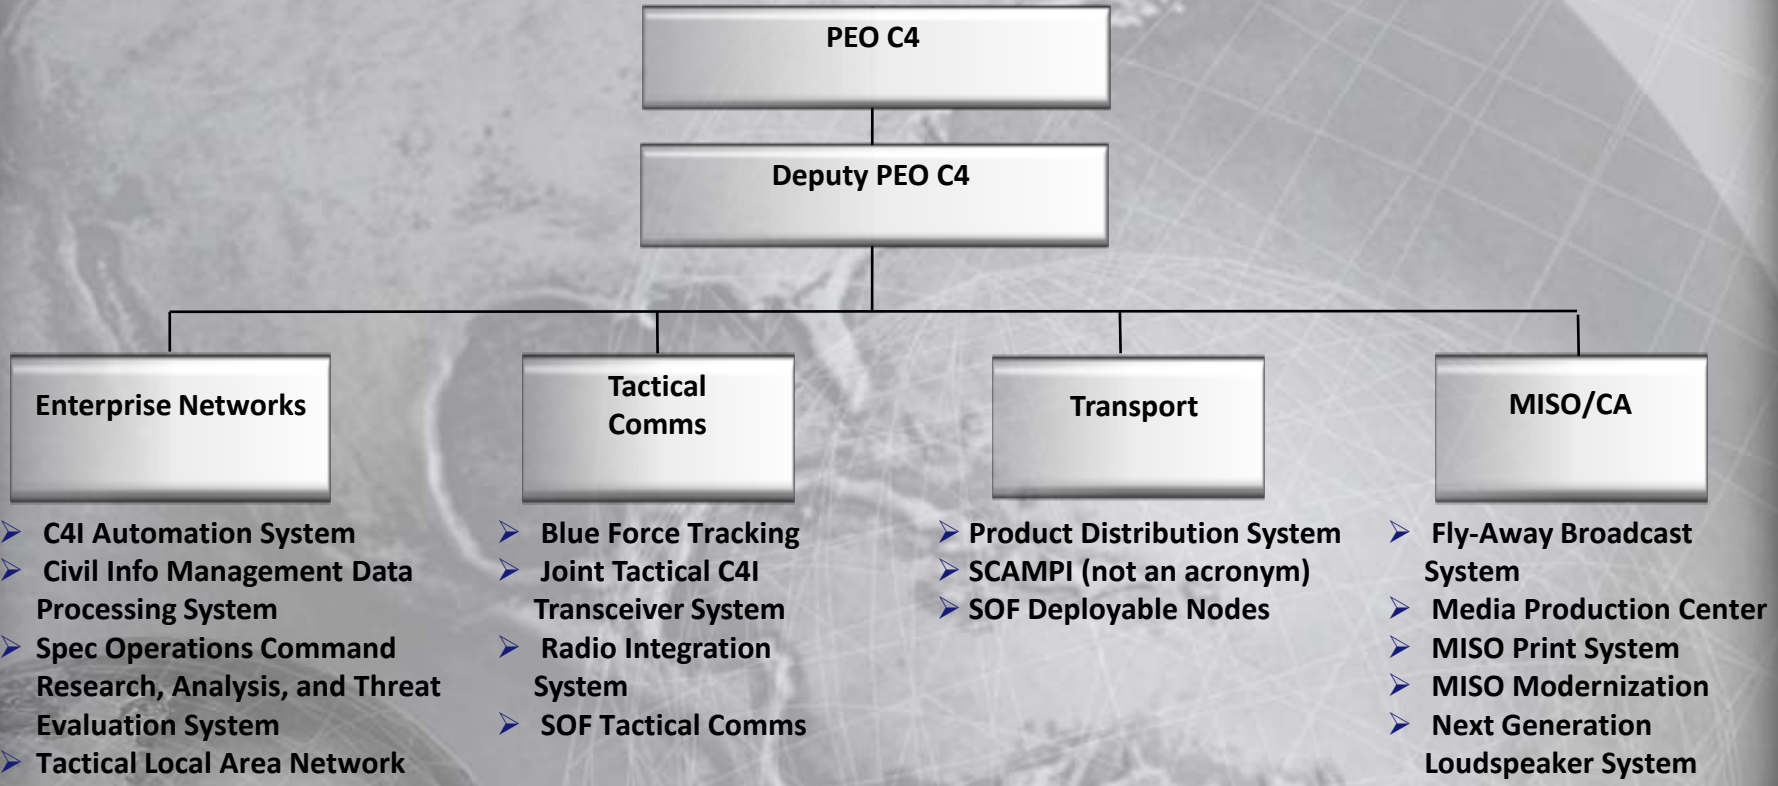 PEO C4
Deputy PEO C4
Enterprise Networks
➢ C4I Automation System
➢ Civil Info Management Data
Processing System
➢ Spec Operations Command
Research, Analysis, and Threat
Evaluation System
➢ Tactical Local Area Network
Tactical
Comms
➢ Blue Force Tracking
➢ Joint Tactical C4I
Transceiver System
➢ Radio Integration
System
➢ SOF Tactical Comms
Transport
➢ Product Distribution System
➢ SCAMPI (not an acronym)
➢ SOF Deployable Nodes
MISO/CA
➢ Fly-Away Broadcast
System
➢ Media Production Center
➢ MISO Print System
➢ MISO Modernization
➢ Next Generation
Loudspeaker System